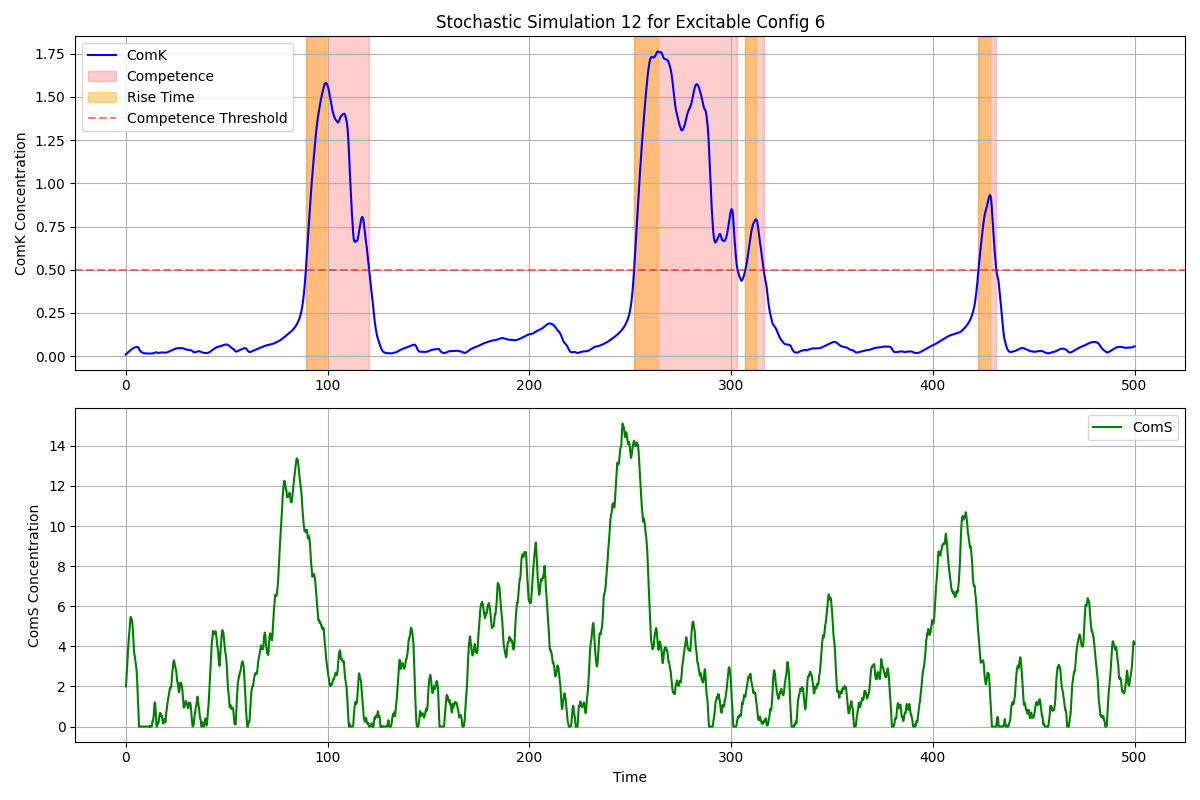 Stochastic Simulation 12 for Excitable Config 6
ComK Concentration
1.75
1.50
1.25
1.00
0.75
0.50
0.25
0.00
ComK
Competence
Rise Time
Competence Threshold
0 100 200 300 400 500
ComS Concentration
14
12
10
8
6
4
2
0
ComS
0 100 200 300 400 500
Time